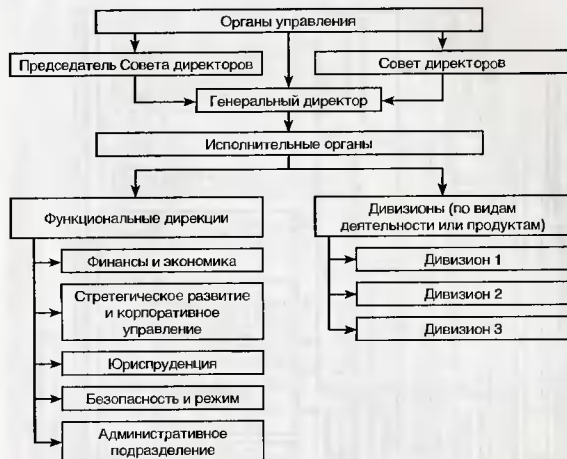 Органы управления
Председатель Совета директоров
Совет директоров
Генеральный директор
Исполнительные органы
Функциональные дирекции
Дивизионы (по видам
деятельности или продуктам)
Финансы и экономика
Дивизион 1
Стретегическое развитие
и корпоративное
управление
Дивизион 2
Дивизион 3
Юриспруденция
Безопасность и режим
Административное
подразделение